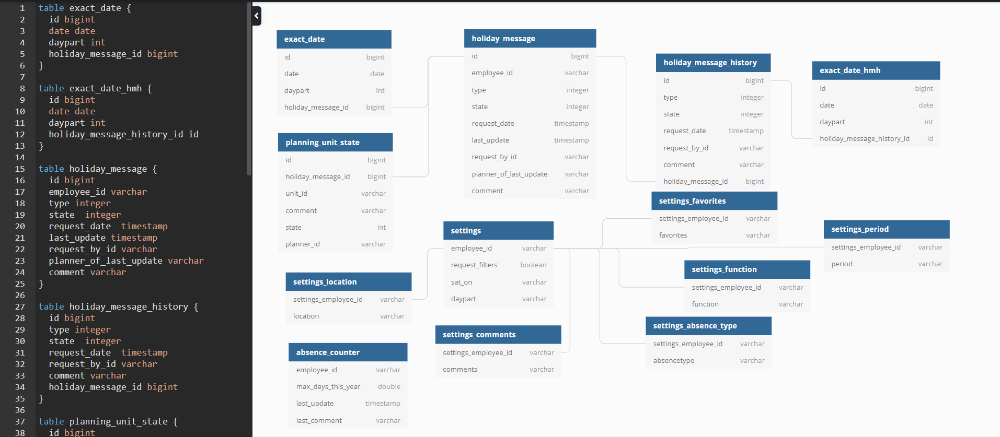 1 table exact_date {
2 id bigint
3 date date
4 daypart int
5 holiday_message_id bigint
6 }
7
8 table exact_date_hmh {
9 id bigint
10 date date
11 daypart int
12 holiday_message_history_id id
13 }
14
15 table holiday_message {
16 id bigint
17 employee_id varchar
18 type integer
19 state  integer
20 request_date  timestamp
21 last_update timestamp
22 request_by_id varchar
23 planner_of_last_update varchar
24 comment varchar
25 }
26
27 table holiday_message_history {
28 id bigint
29 type integer
30 state  integer
31 request_date  timestamp
32 request_by_id varchar
33 comment varchar
34 holiday_message_id bigint
35 }
36
37 table planning_unit_state {
38 id bigint
exact_date
id bigint
date date
daypart int
holiday_message_id bigint
planning_unit_state
id bigint
holiday_message_id bigint
unit_id varchar
comment varchar
state int
planner_id varchar
settings_location
settings_employee_id varchar
location varchar
absence_counter
employee_id varchar
max_days_this_year double
last_update timestamp
last_comment varchar
holiday_message
id bigint
employee_id varchar
type integer
state integer
request_date timestamp
last_update timestamp
request_by_id varchar
planner_of_last_update varchar
comment varchar
settings
employee_id varchar
request_filters boolean
sat_on varchar
daypart varchar
settings_comments
settings_employee_id varchar
comments varchar
holiday_message_history
id bigint
type integer
state integer
request_date timestamp
request_by_id varchar
comment varchar
holiday_message_id bigint
settings_favorites
settings_employee_id varchar
favorites varchar
settings_function
settings_employee_id varchar
function varchar
settings_absence_type
settings_employee_id varchar
absencetype varchar
exact_date_hmh
id bigint
date date
daypart int
holiday_message_history_id id
settings_period
settings_employee_id varchar
period varchar